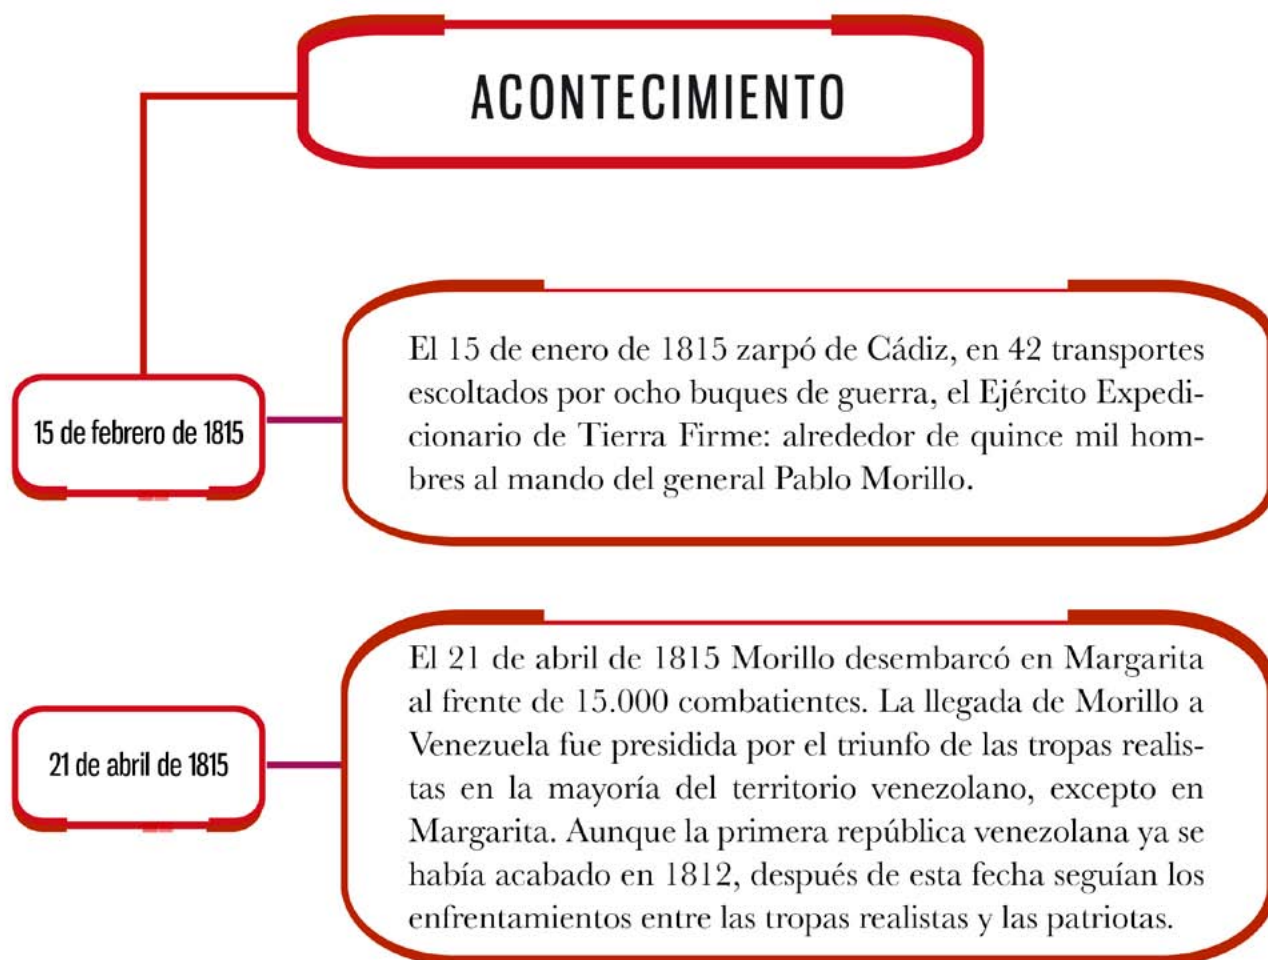 ACONTECIMIENTO
15 de febrero de 1815
El 15 de enero de 1815 zarpó de Cádiz, en 42 transportes
escoltados por ocho buques de guerra, el Ejército Expedi-
cionario de Tierra Firme: alrededor de quince mil hom-
bres al mando del general Pablo Morillo.
21 de abril de 1815
El 21 de abril de 1815 Morillo desembarcó en Margarita
al frente de 15.000 combatientes. La llegada de Morillo a
Venezuela fue presidida por el triunfo de las tropas realis-
tas en la mayoría del territorio venezolano, excepto en
Margarita. Aunque la primera república venezolana ya se
había acabado en 1812, después de esta fecha seguían los
enfrentamientos entre las tropas realistas y las patriotas.